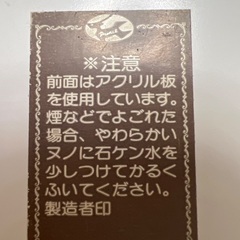 ※注意
前面はアクリル板
を使用しています。
煙などでよごれた
場合、やわらかい
ヌノに石ケン水を
少しつけてかるく
ふいてください。
製造者印